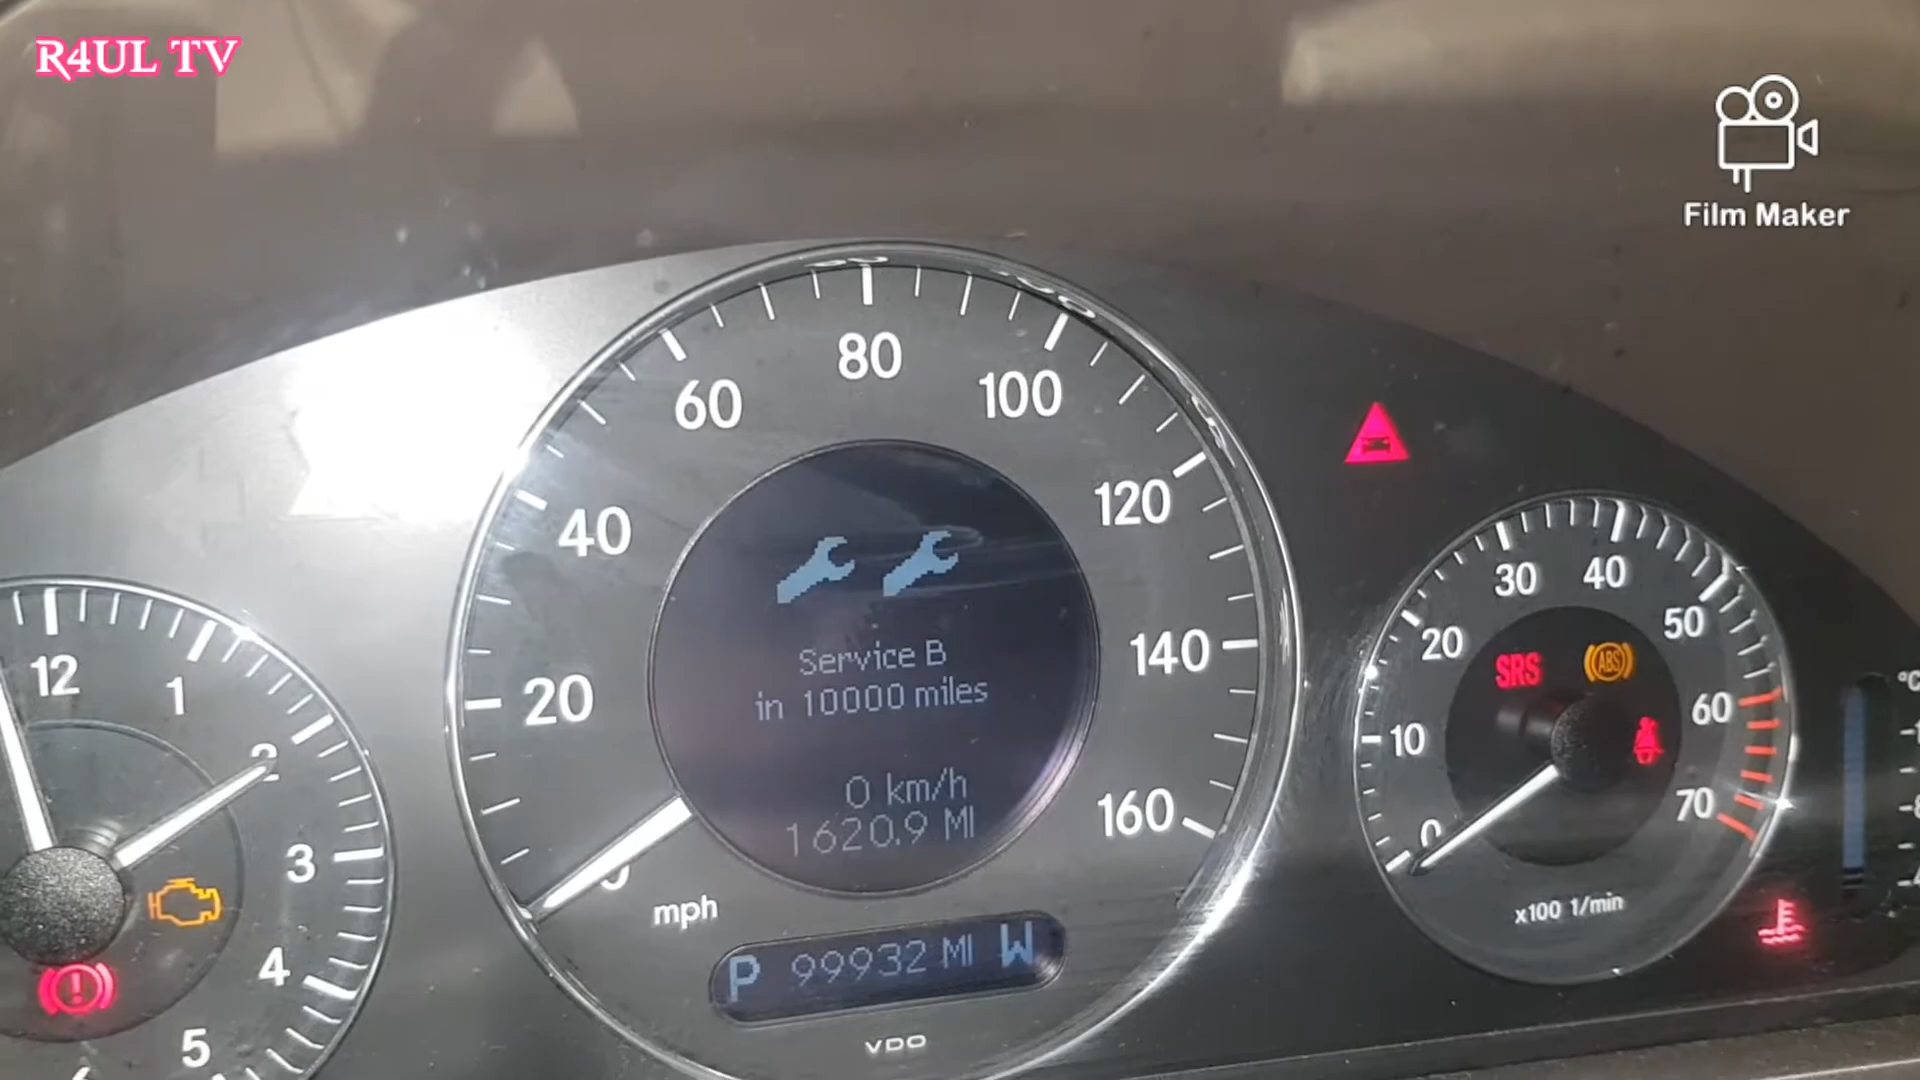 R4UL TV
Film Maker
80
60
100
40
120
20
140
160
0
mph
Service B
in 10000 miles
0 km/h
1620.9 MI
P 99932 MI W
VDO
12
1
2
3
4
5
30
40
20
50
10
60
0
70
SRS
ABS
x100 1/min
°C